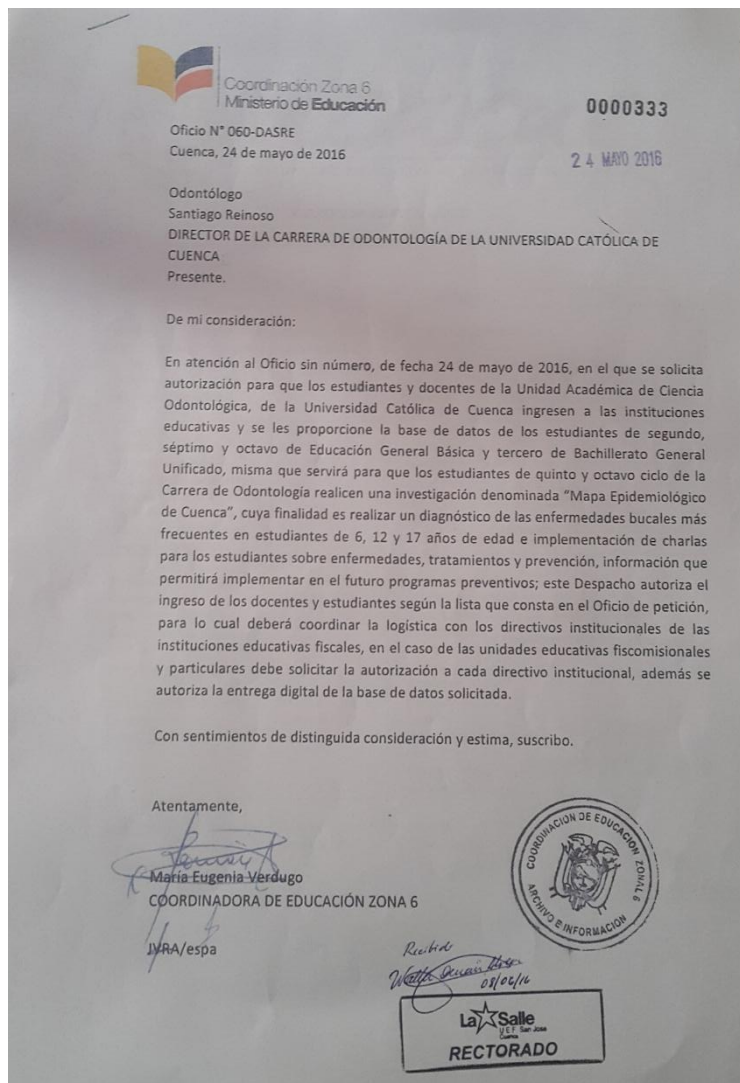 Coordinación Zona 6
Ministerio de Educación
0000333
Oficio N° 060-DASRE
Cuenca, 24 de mayo de 2016
24 MAYO 2016
Odontólogo
Santiago Reinoso
DIRECTOR DE LA CARRERA DE ODONTOLOGÍA DE LA UNIVERSIDAD CATÓLICA DE
CUENCA
Presente.
De mi consideración:
En atención al Oficio sin número, de fecha 24 de mayo de 2016, en el que se solicita
autorización para que los estudiantes y docentes de la Unidad Académica de Ciencia
Odontológica, de la Universidad Católica de Cuenca ingresen a las instituciones
educativas y se les proporcione la base de datos de los estudiantes de segundo,
séptimo y octavo de Educación General Básica y tercero de Bachillerato General
Unificado, misma que servirá para que los estudiantes de quinto y octavo ciclo de la
Carrera de Odontología realicen una investigación denominada "Mapa Epidemiológico
de Cuenca", cuya finalidad es realizar un diagnóstico de las enfermedades bucales más
frecuentes en estudiantes de 6, 12 y 17 años de edad e implementación de charlas
para los estudiantes sobre enfermedades, tratamientos y prevención, información que
permitirá implementar en el futuro programas preventivos; este Despacho autoriza el
ingreso de los docentes y estudiantes según la lista que consta en el Oficio de petición,
para lo cual deberá coordinar la logística con los directivos institucionales de las
instituciones educativas fiscales, en el caso de las unidades educativas fiscomisionales
y particulares debe solicitar la autorización a cada directivo institucional, además se
autoriza la entrega digital de la base de datos solicitada.
Con sentimientos de distinguida consideración y estima, suscribo.
Atentamente,
María Eugenia Verdugo
COORDINADORA DE EDUCACIÓN ZONA 6
COORDINACION DE EDUCACION ZONAL 6
ARCHIVO E INFORMACION
JVRA/espa
Recibido
08/06/16
La Salle
U.E.F. San Jose
Cuenca
RECTORADO